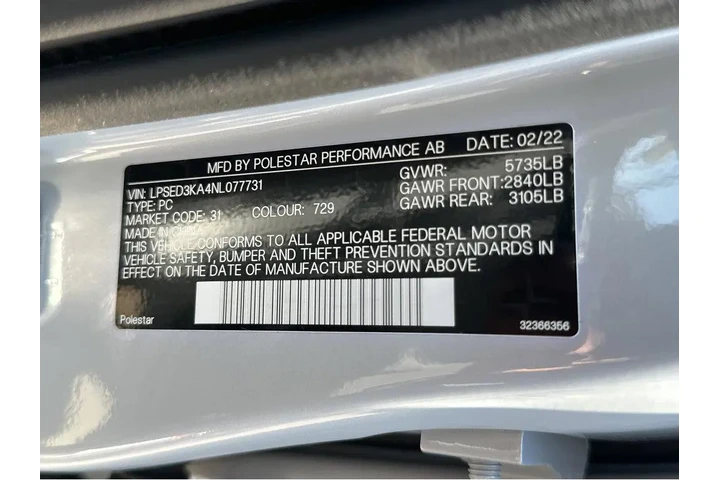 MFD BY POLESTAR PERFORMANCE AB DATE: 02/22
VIN: LPSED3KA4NL077731 GVWR: 5735LB
TYPE: PC GAWR FRONT: 2840LB
MARKET CODE: 31 COLOUR: 729 GAWR REAR: 3105LB
MADE IN
THIS VEHICLE CONFORMS TO ALL APPLICABLE FEDERAL MOTOR
VEHICLE SAFETY, BUMPER AND THEFT PREVENTION STANDARDS IN
EFFECT ON THE DATE OF MANUFACTURE SHOWN ABOVE.
Polestar 32366356